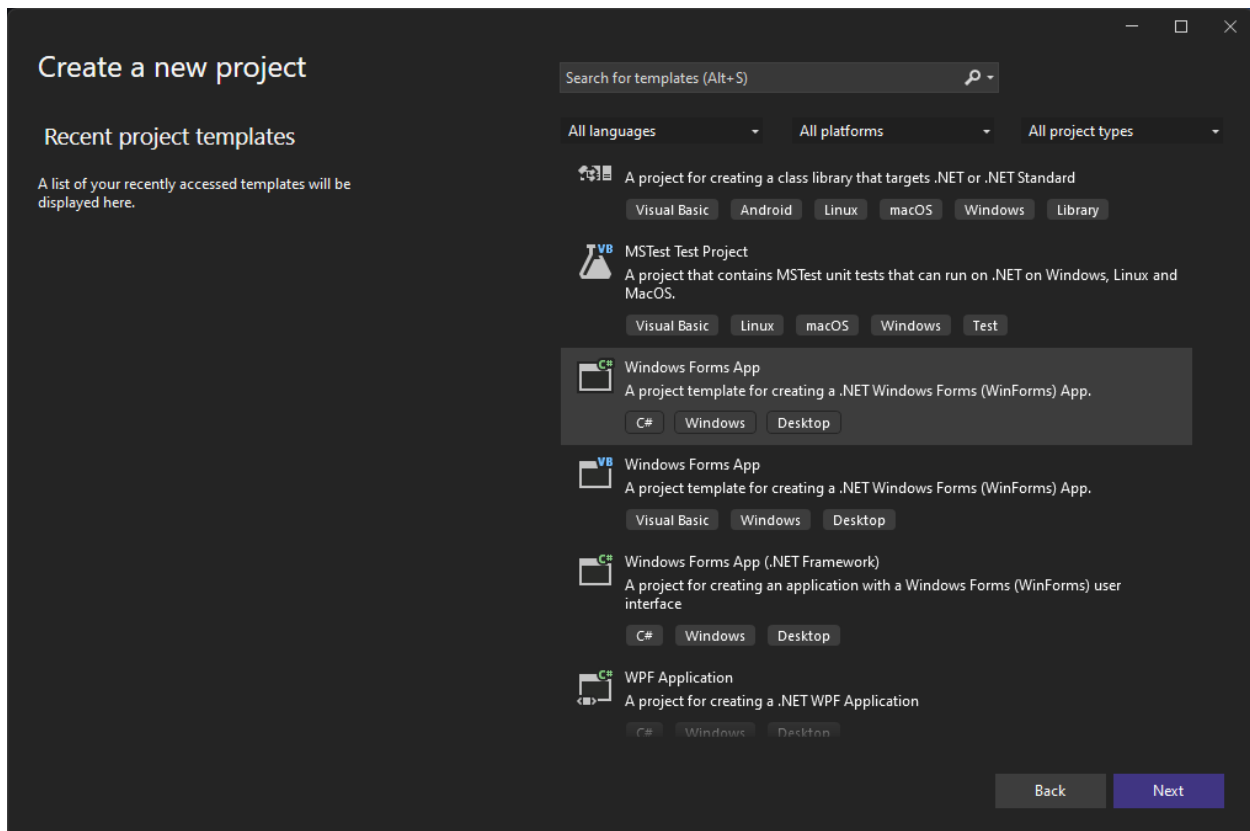 Create a new project
Search for templates (Alt+S)
Recent project templates
All languages
All platforms
All project types
A list of your recently accessed templates will be
displayed here.
A project for creating a class library that targets .NET or .NET Standard
Visual Basic Android Linux macOS Windows Library
VB
MSTest Test Project
A project that contains MSTest unit tests that can run on .NET on Windows, Linux and
MacOS.
Visual Basic Linux macOS Windows Test
C#
Windows Forms App
A project template for creating a .NET Windows Forms (WinForms) App.
C# Windows Desktop
VB
Windows Forms App
A project template for creating a .NET Windows Forms (WinForms) App.
Visual Basic Windows Desktop
C#
Windows Forms App (.NET Framework)
A project for creating an application with a Windows Forms (WinForms) user
interface
C# Windows Desktop
C#
WPF Application
A project for creating a .NET WPF Application
C# Windows Desktop
Back
Next